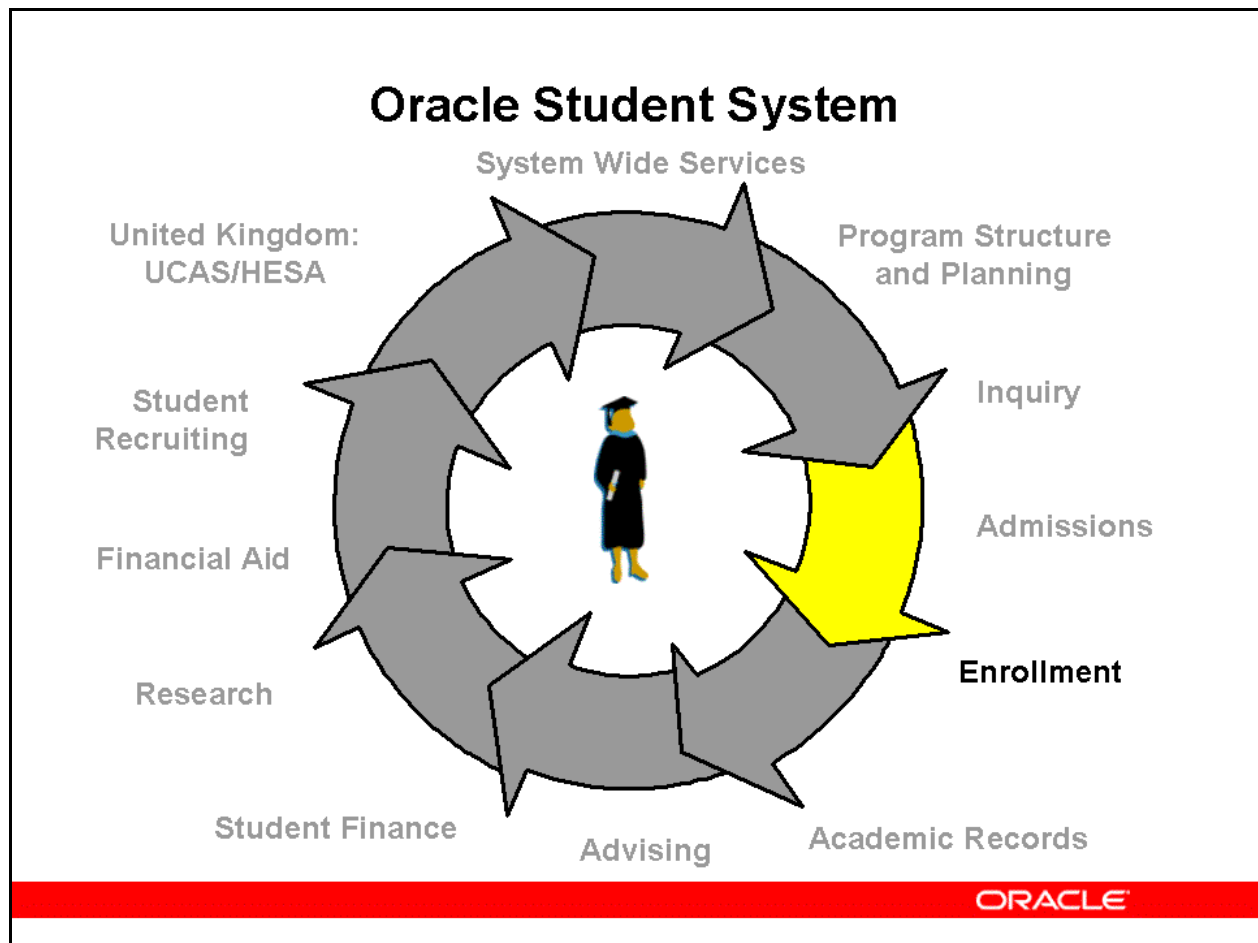 Oracle Student System
System Wide Services
Program Structure
and Planning
Inquiry
Admissions
Enrollment
Academic Records
Advising
Student Finance
Research
Financial Aid
Student
Recruiting
United Kingdom:
UCAS/HESA
ORACLE